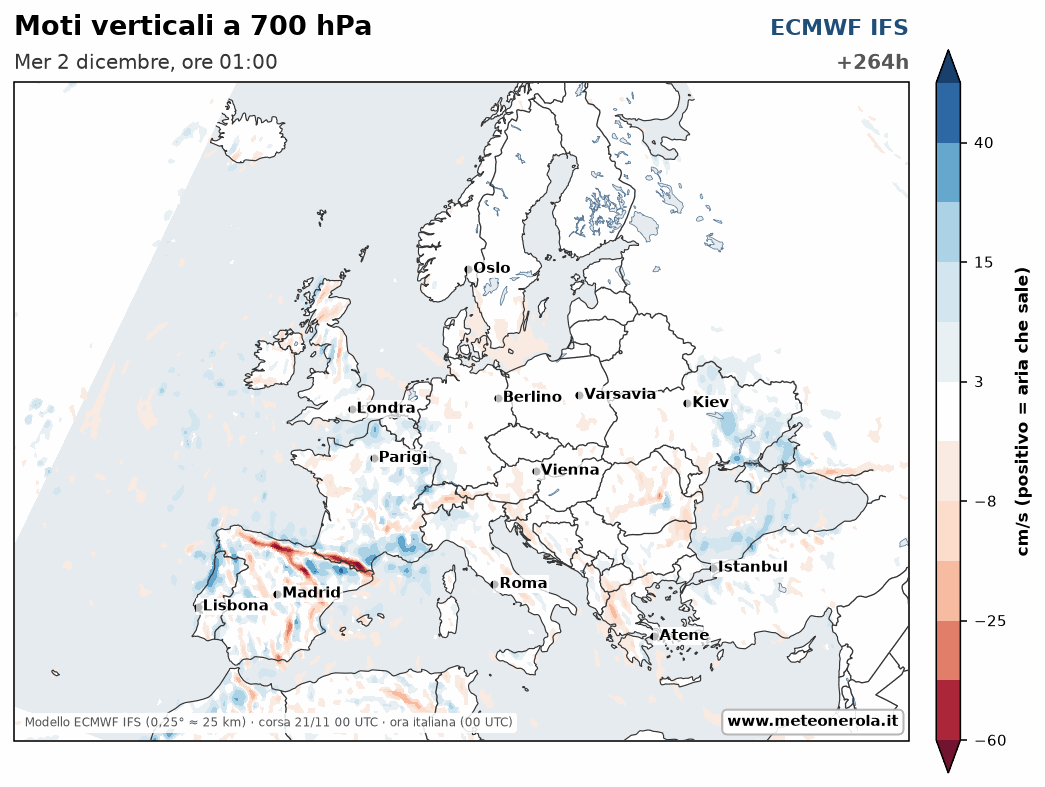 Moti verticali a 700 hPa
ECMWF IFS
Mer 2 dicembre, ore 01:00
+264h
40
15
3
−8
−25
−60
cm/s (positivo = aria che sale)
Oslo
Londra
Berlino
Varsavia
Kiev
Parigi
Vienna
Istanbul
Roma
Madrid
Lisbona
Atene
Modello ECMWF IFS (0,25° ≈ 25 km) · corsa 21/11 00 UTC · ora italiana (00 UTC)
www.meteonerola.it